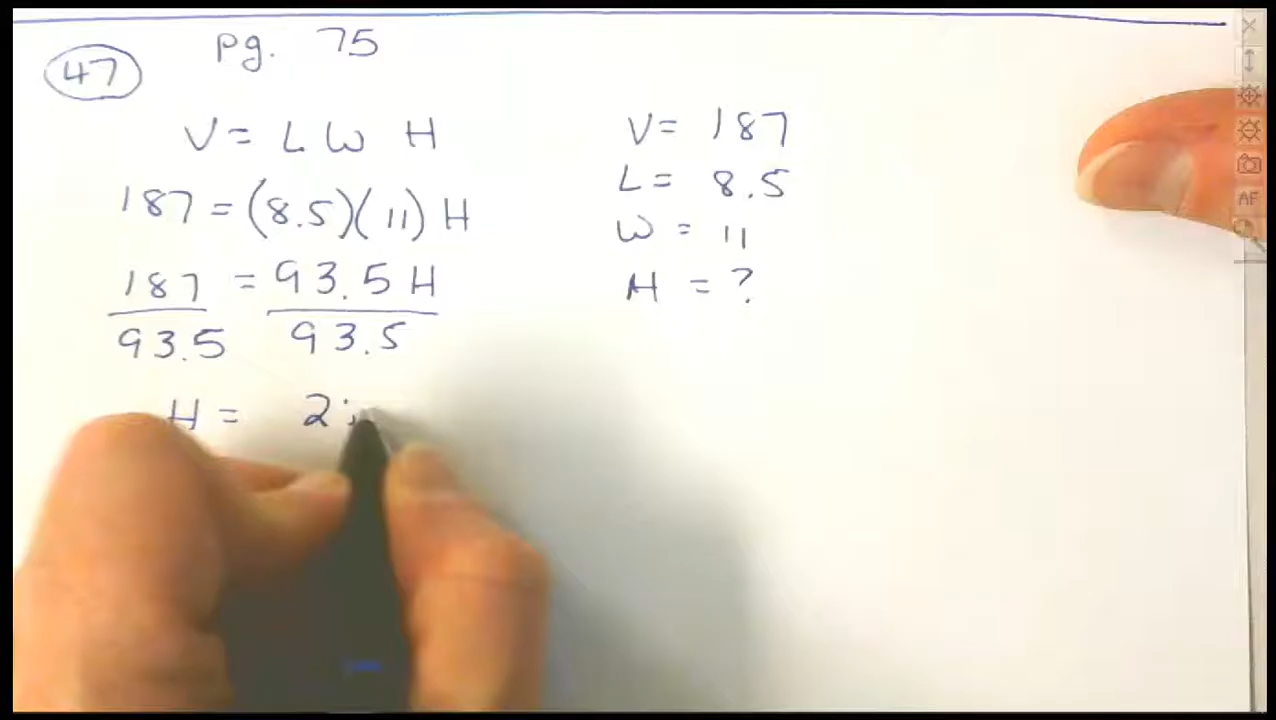 pg. 75
47
V = L W H
187 = (8.5)(11) H
187 = 93.5 H
93.5 93.5
H = 2
V = 187
L = 8.5
W = 11
H = ?
AF